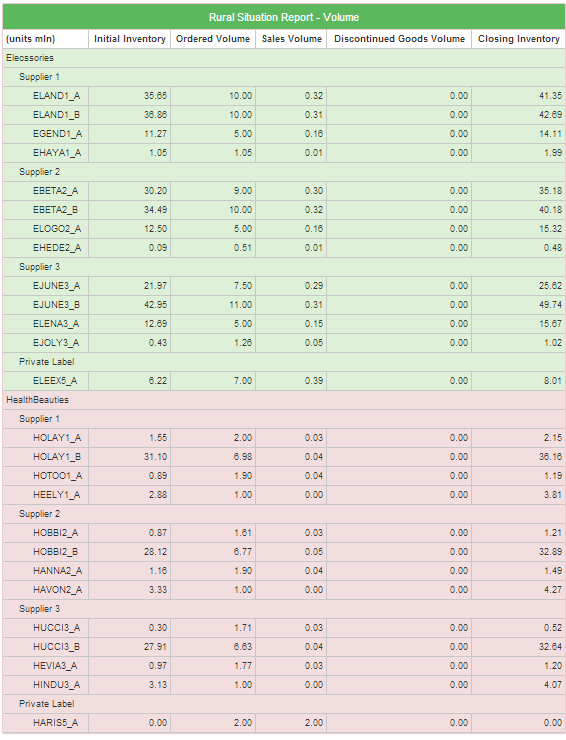 Rural Situation Report - Volume
(units mln) Initial Inventory Ordered Volume Sales Volume Discontinued Goods Volume Closing Inventory
Elecssories
Supplier 1
ELAND1_A 35.65 10.00 0.32 0.00 41.35
ELAND1_B 36.86 10.00 0.31 0.00 42.69
EGEND1_A 11.27 5.00 0.16 0.00 14.11
EHAYA1_A 1.05 1.05 0.01 0.00 1.99
Supplier 2
EBETA2_A 30.20 9.00 0.30 0.00 35.18
EBETA2_B 34.49 10.00 0.32 0.00 40.18
ELOGO2_A 12.50 5.00 0.16 0.00 15.32
EHEDE2_A 0.09 0.51 0.01 0.00 0.48
Supplier 3
EJUNE3_A 21.97 7.50 0.29 0.00 25.62
EJUNE3_B 42.95 11.00 0.31 0.00 49.74
ELENA3_A 12.69 5.00 0.15 0.00 15.67
EJOLY3_A 0.43 1.26 0.05 0.00 1.02
Private Label
ELEEX5_A 6.22 7.00 0.39 0.00 8.01
HealthBeauties
Supplier 1
HOLAY1_A 1.55 2.00 0.03 0.00 2.15
HOLAY1_B 31.10 6.98 0.04 0.00 36.16
HOTOO1_A 0.89 1.90 0.04 0.00 1.19
HEELY1_A 2.88 1.00 0.00 0.00 3.81
Supplier 2
HOBBI2_A 0.87 1.61 0.03 0.00 1.21
HOBBI2_B 28.12 6.77 0.05 0.00 32.89
HANNA2_A 1.16 1.90 0.04 0.00 1.49
HAVON2_A 3.33 1.00 0.00 0.00 4.27
Supplier 3
HUCCI3_A 0.30 1.71 0.03 0.00 0.52
HUCCI3_B 27.91 6.63 0.04 0.00 32.64
HEVIA3_A 0.97 1.77 0.03 0.00 1.20
HINDU3_A 3.13 1.00 0.00 0.00 4.07
Private Label
HARIS5_A 0.00 2.00 2.00 0.00 0.00